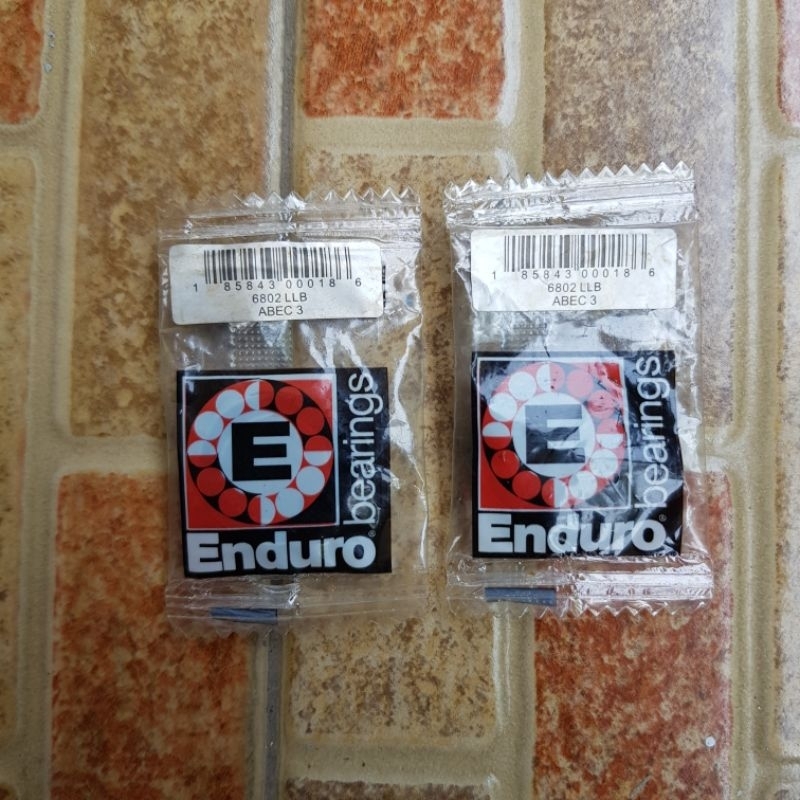 1 85843 00018 6
6802 LLB
ABEC 3
E
bearings
Enduro®
1 85843 00018 6
6802 LLB
ABEC 3
E
bearings
Enduro®